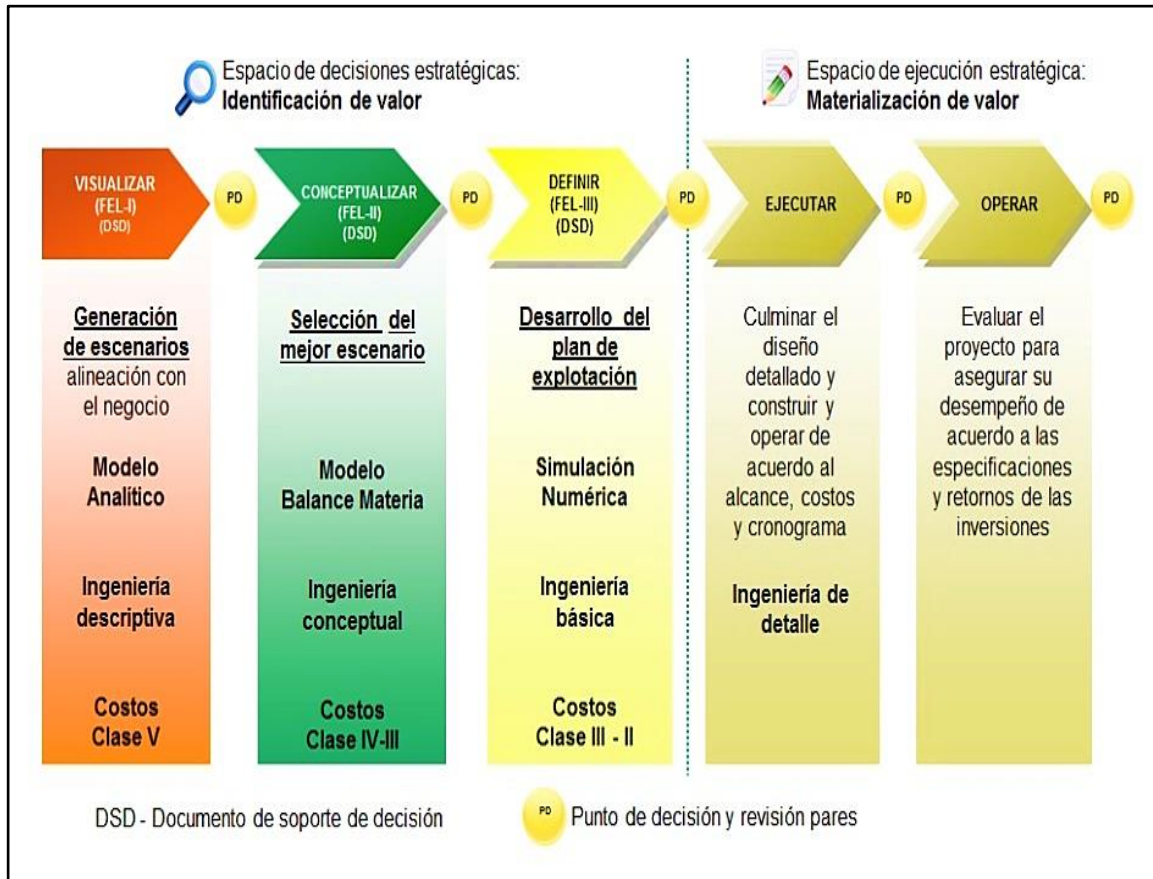 Espacio de decisiones estratégicas:
Identificación de valor
Espacio de ejecución estratégica:
Materialización de valor
VISUALIZAR
(FEL-I)
(DSD)
PD
CONCEPTUALIZAR
(FEL-II)
(DSD)
PD
DEFINIR
(FEL-III)
(DSD)
PD
EJECUTAR
PD
OPERAR
PD
Generación
de escenarios
alineación con
el negocio
Modelo
Analítico
Ingeniería
descriptiva
Costos
Clase V
Selección del
mejor escenario
Modelo
Balance Materia
Ingeniería
conceptual
Costos
Clase IV-III
Desarrollo del
plan de
explotación
Simulación
Numérica
Ingeniería
básica
Costos
Clase III - II
Culminar el
diseño
detallado y
construir y
operar de
acuerdo al
alcance, costos
y cronograma
Ingeniería de
detalle
Evaluar el
proyecto para
asegurar su
desempeño de
acuerdo a las
especificaciones
y retornos de las
inversiones
DSD - Documento de soporte de decisión
PD
Punto de decisión y revisión pares